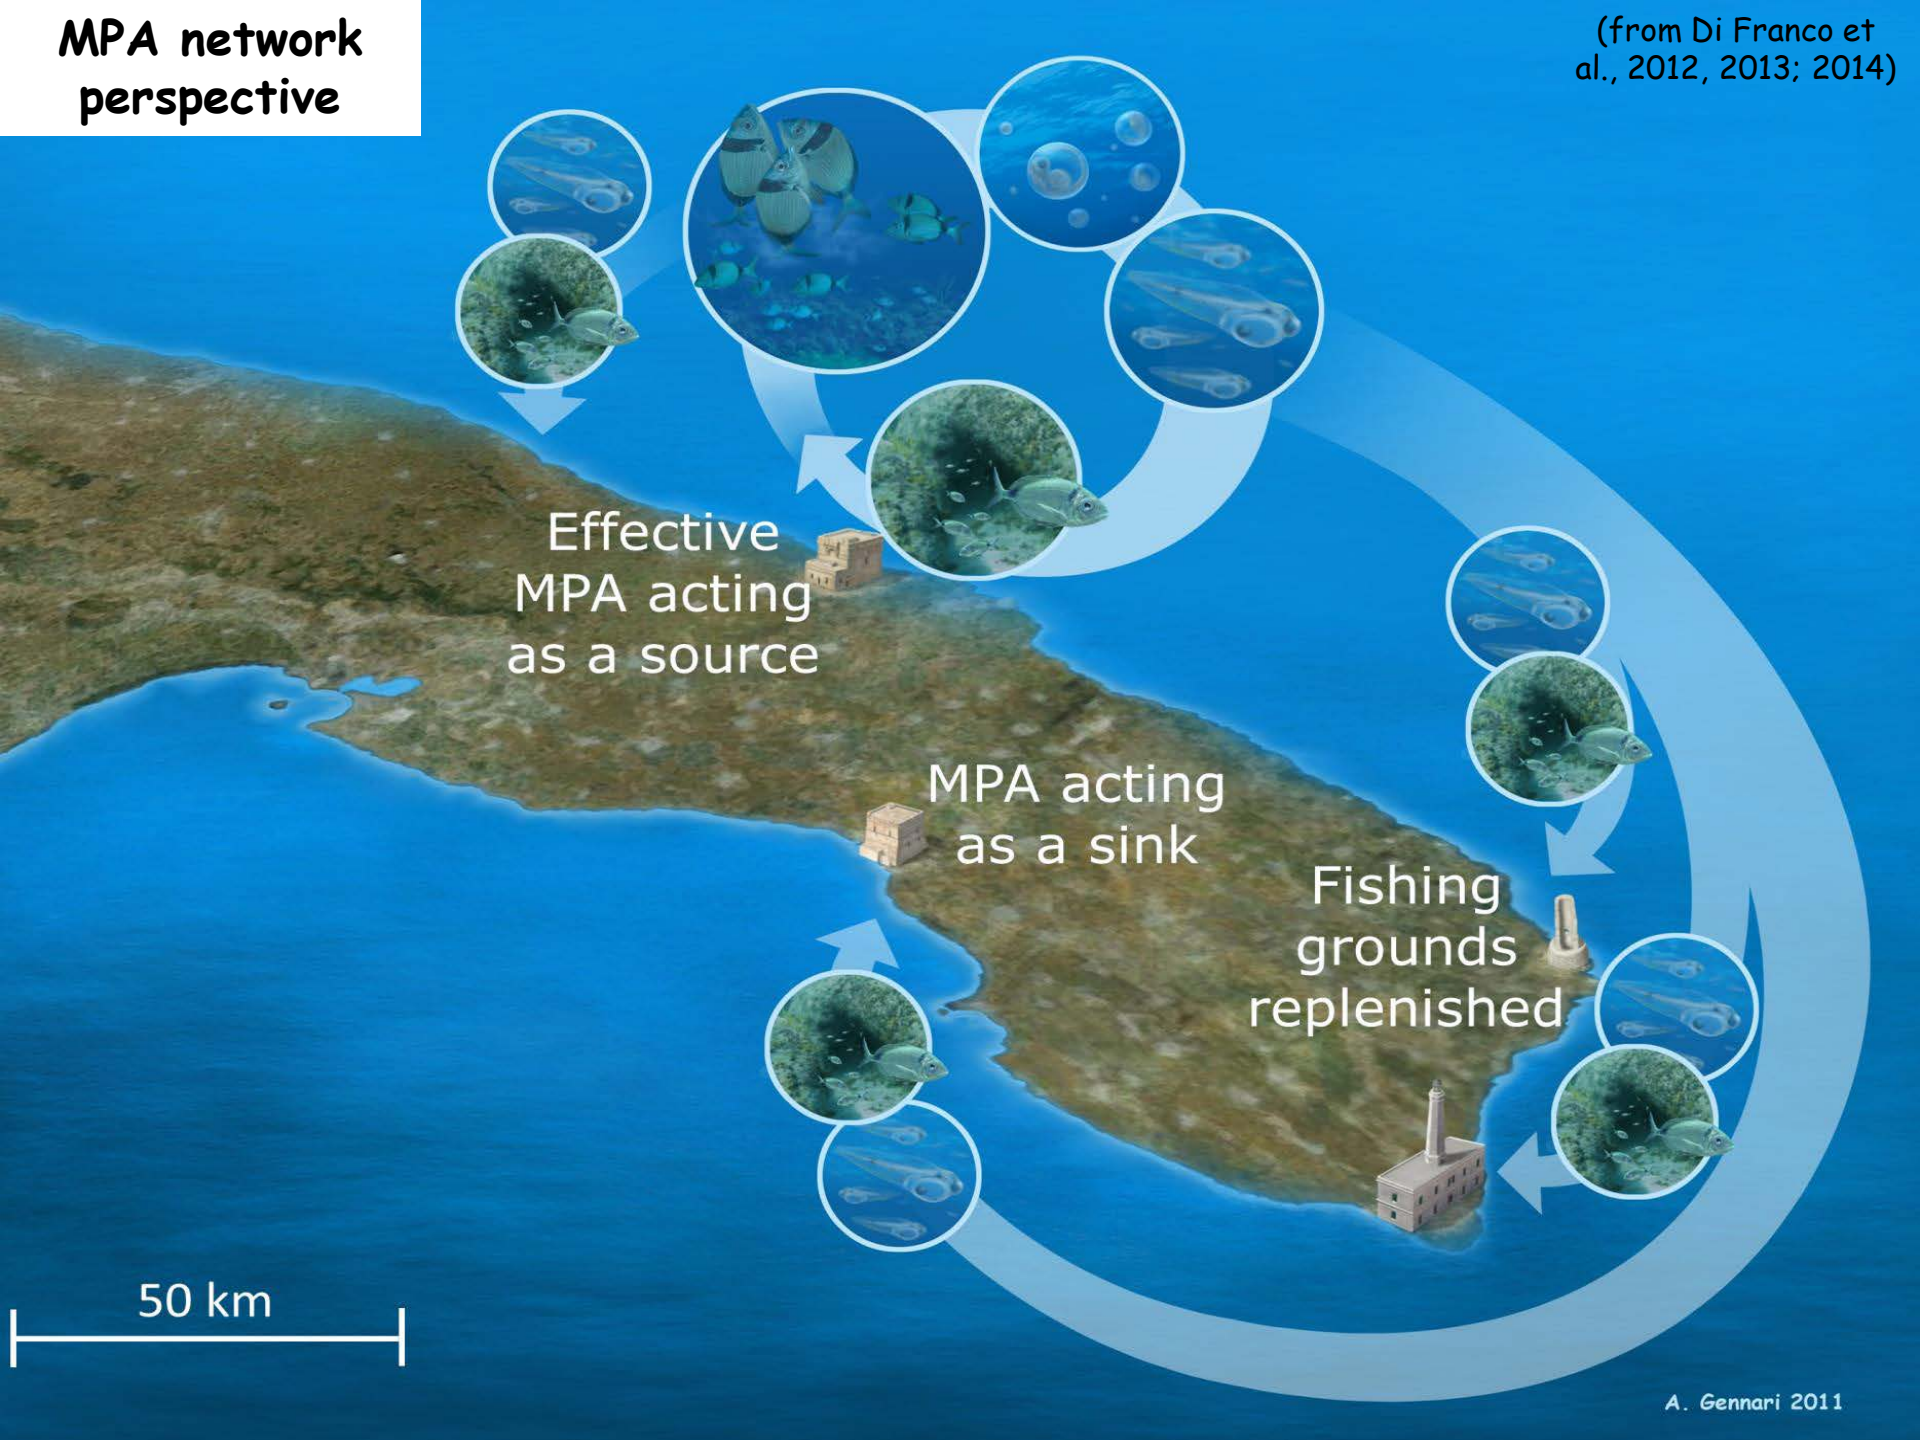 MPA network
perspective
(from Di Franco et
al., 2012, 2013; 2014)
Effective
MPA acting
as a source
MPA acting
as a sink
Fishing
grounds
replenished
50 km
A. Gennari 2011